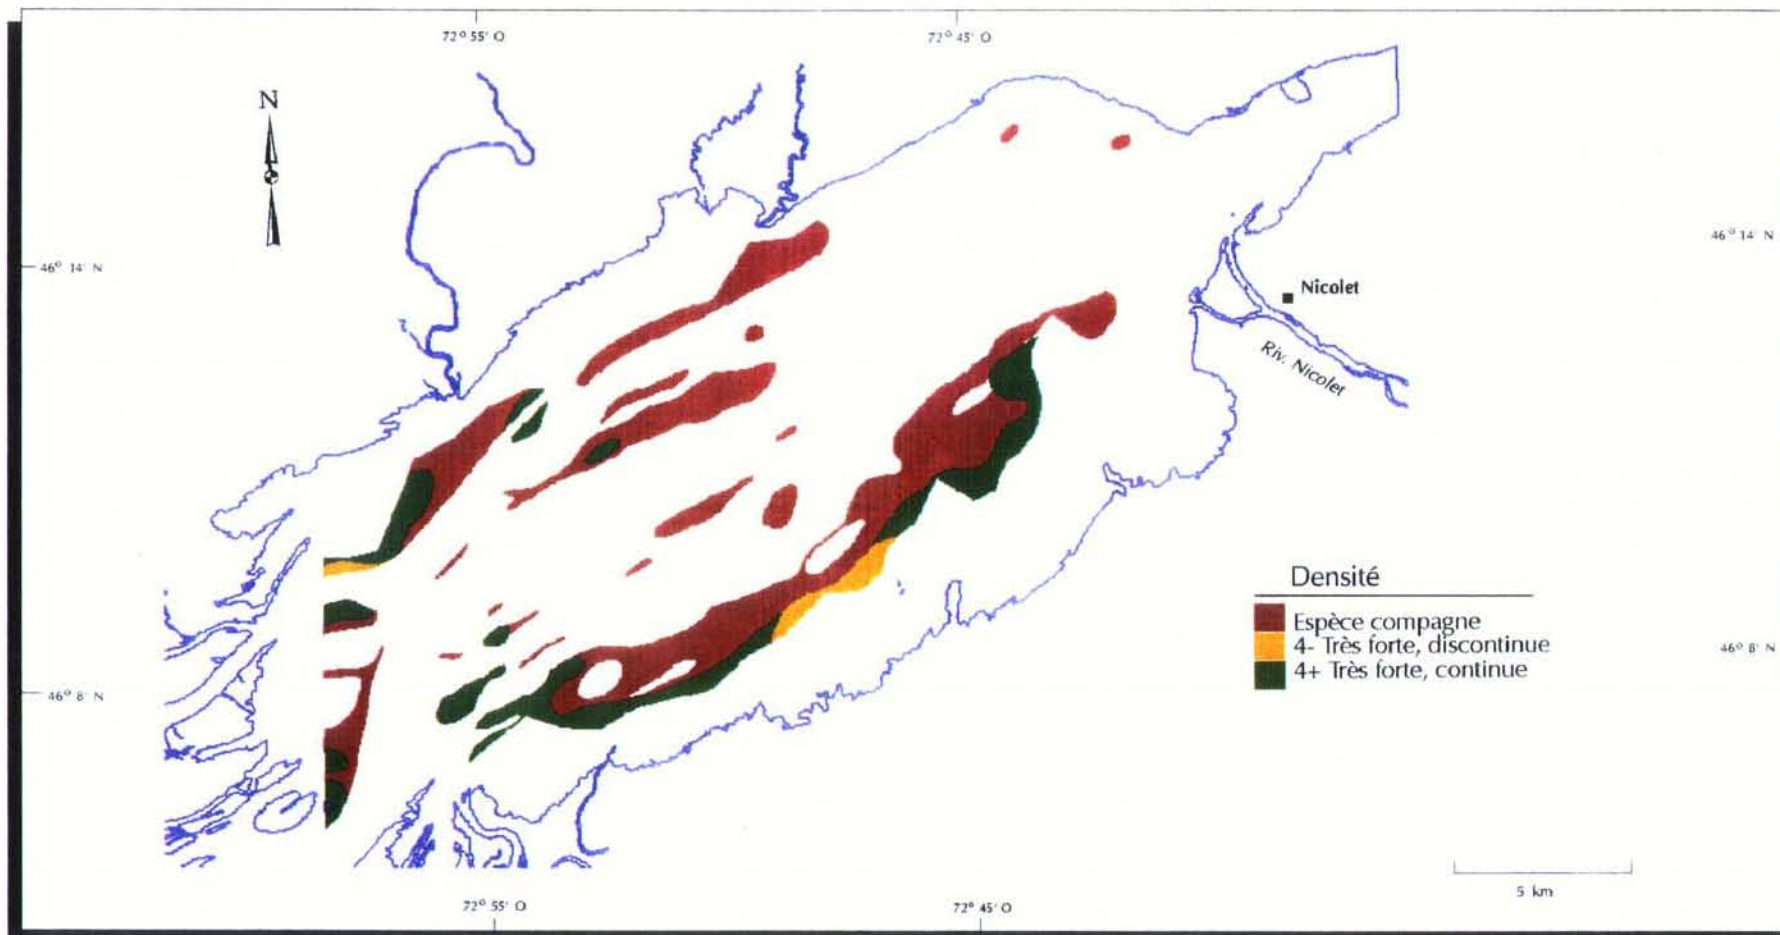 72° 55' O
72° 45' O
N
46° 14' N
46° 14' N
Nicolet
Riv. Nicolet
Densité
Espèce compagne
4- Très forte, discontinue
4+ Très forte, continue
46° 8' N
46° 8' N
5 km
72° 55' O
72° 45' O